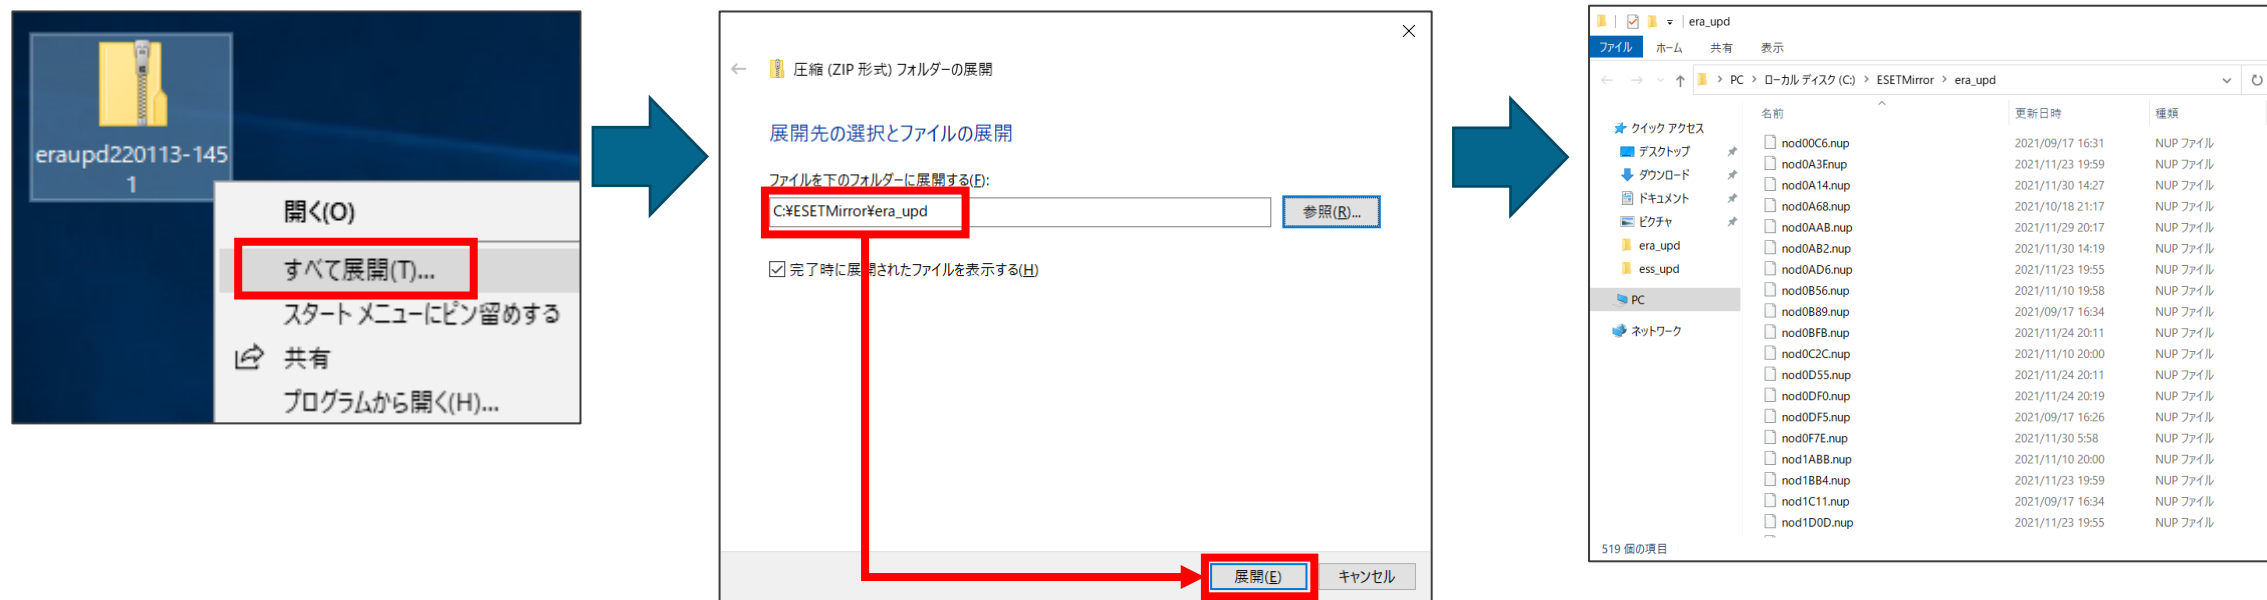 eraupd220113-145
1
開く(O)
すべて展開(T)...
スタート メニューにピン留めする
共有
プログラムから開く(H)...
圧縮 (ZIP 形式) フォルダーの展開
展開先の選択とファイルの展開
ファイルを下のフォルダーに展開する(F):
C:¥ESETMirror¥era_upd
参照(R)...
完了時に展開されたファイルを表示する(H)
展開(E) キャンセル
era_upd
ファイル ホーム 共有 表示
PC > ローカル ディスク (C:) > ESETMirror > era_upd
名前 更新日時 種類
クイック アクセス
デスクトップ
ダウンロード
ドキュメント
ピクチャ
era_upd
ess_upd
PC
ネットワーク
nod00C6.nup 2021/09/17 16:31 NUP ファイル
nod0A3F.nup 2021/11/23 19:59 NUP ファイル
nod0A14.nup 2021/11/30 14:27 NUP ファイル
nod0A68.nup 2021/10/18 21:17 NUP ファイル
nod0AAB.nup 2021/11/29 20:17 NUP ファイル
nod0AB2.nup 2021/11/30 14:19 NUP ファイル
nod0AD6.nup 2021/11/23 19:55 NUP ファイル
nod0B56.nup 2021/11/10 19:58 NUP ファイル
nod0B89.nup 2021/09/17 16:34 NUP ファイル
nod0BFB.nup 2021/11/24 20:11 NUP ファイル
nod0C2C.nup 2021/11/10 20:00 NUP ファイル
nod0D55.nup 2021/11/24 20:11 NUP ファイル
nod0DF0.nup 2021/11/24 20:19 NUP ファイル
nod0DF5.nup 2021/09/17 16:26 NUP ファイル
nod0F7E.nup 2021/11/30 5:58 NUP ファイル
nod1ABB.nup 2021/11/10 20:00 NUP ファイル
nod1BB4.nup 2021/11/23 19:59 NUP ファイル
nod1C11.nup 2021/09/17 16:34 NUP ファイル
nod1D0D.nup 2021/11/23 19:55 NUP ファイル
519 個の項目